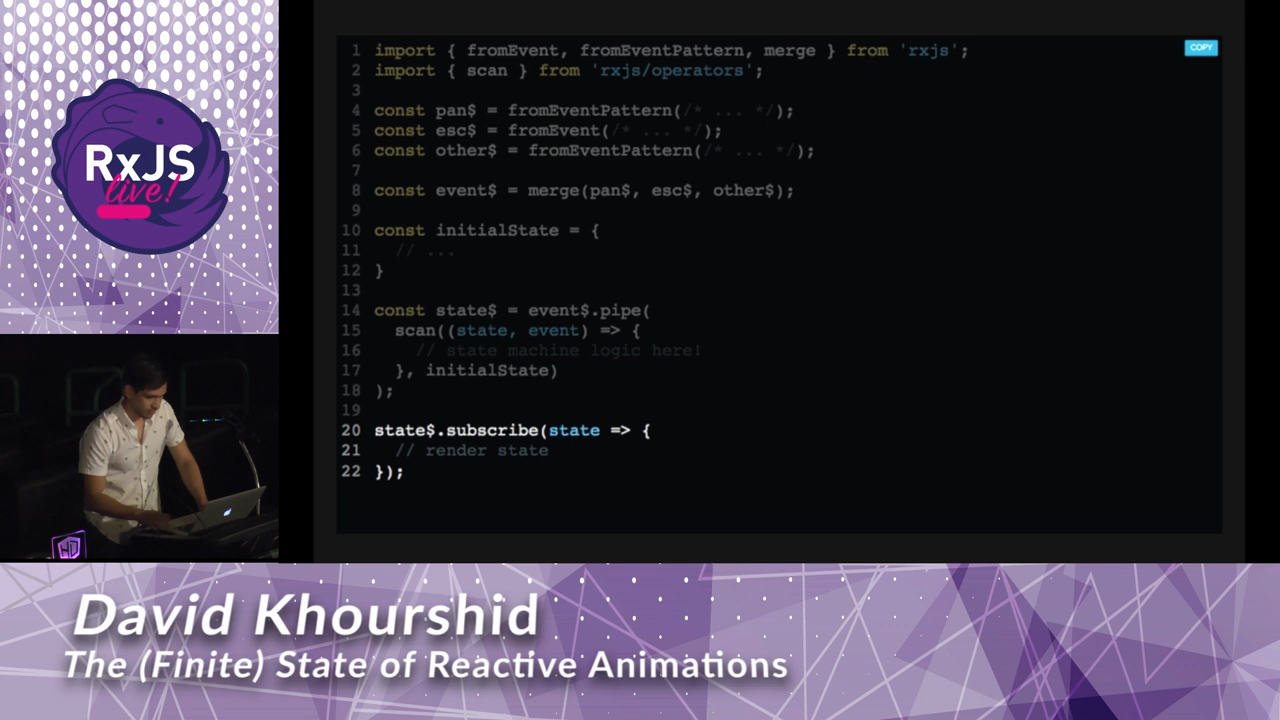 RxJS
live!
COPY
1 import { fromEvent, fromEventPattern, merge } from 'rxjs';
2 import { scan } from 'rxjs/operators';
3
4 const pan$ = fromEventPattern(/* ... */);
5 const esc$ = fromEvent(/* ... */);
6 const other$ = fromEventPattern(/* ... */);
7
8 const event$ = merge(pan$, esc$, other$);
9
10 const initialState = {
11   // ...
12 }
13
14 const state$ = event$.pipe(
15   scan((state, event) => {
16     // state machine logic here!
17   }, initialState)
18 );
19
20 state$.subscribe(state => {
21   // render state
22 });
HD
David Khourshid
The (Finite) State of Reactive Animations